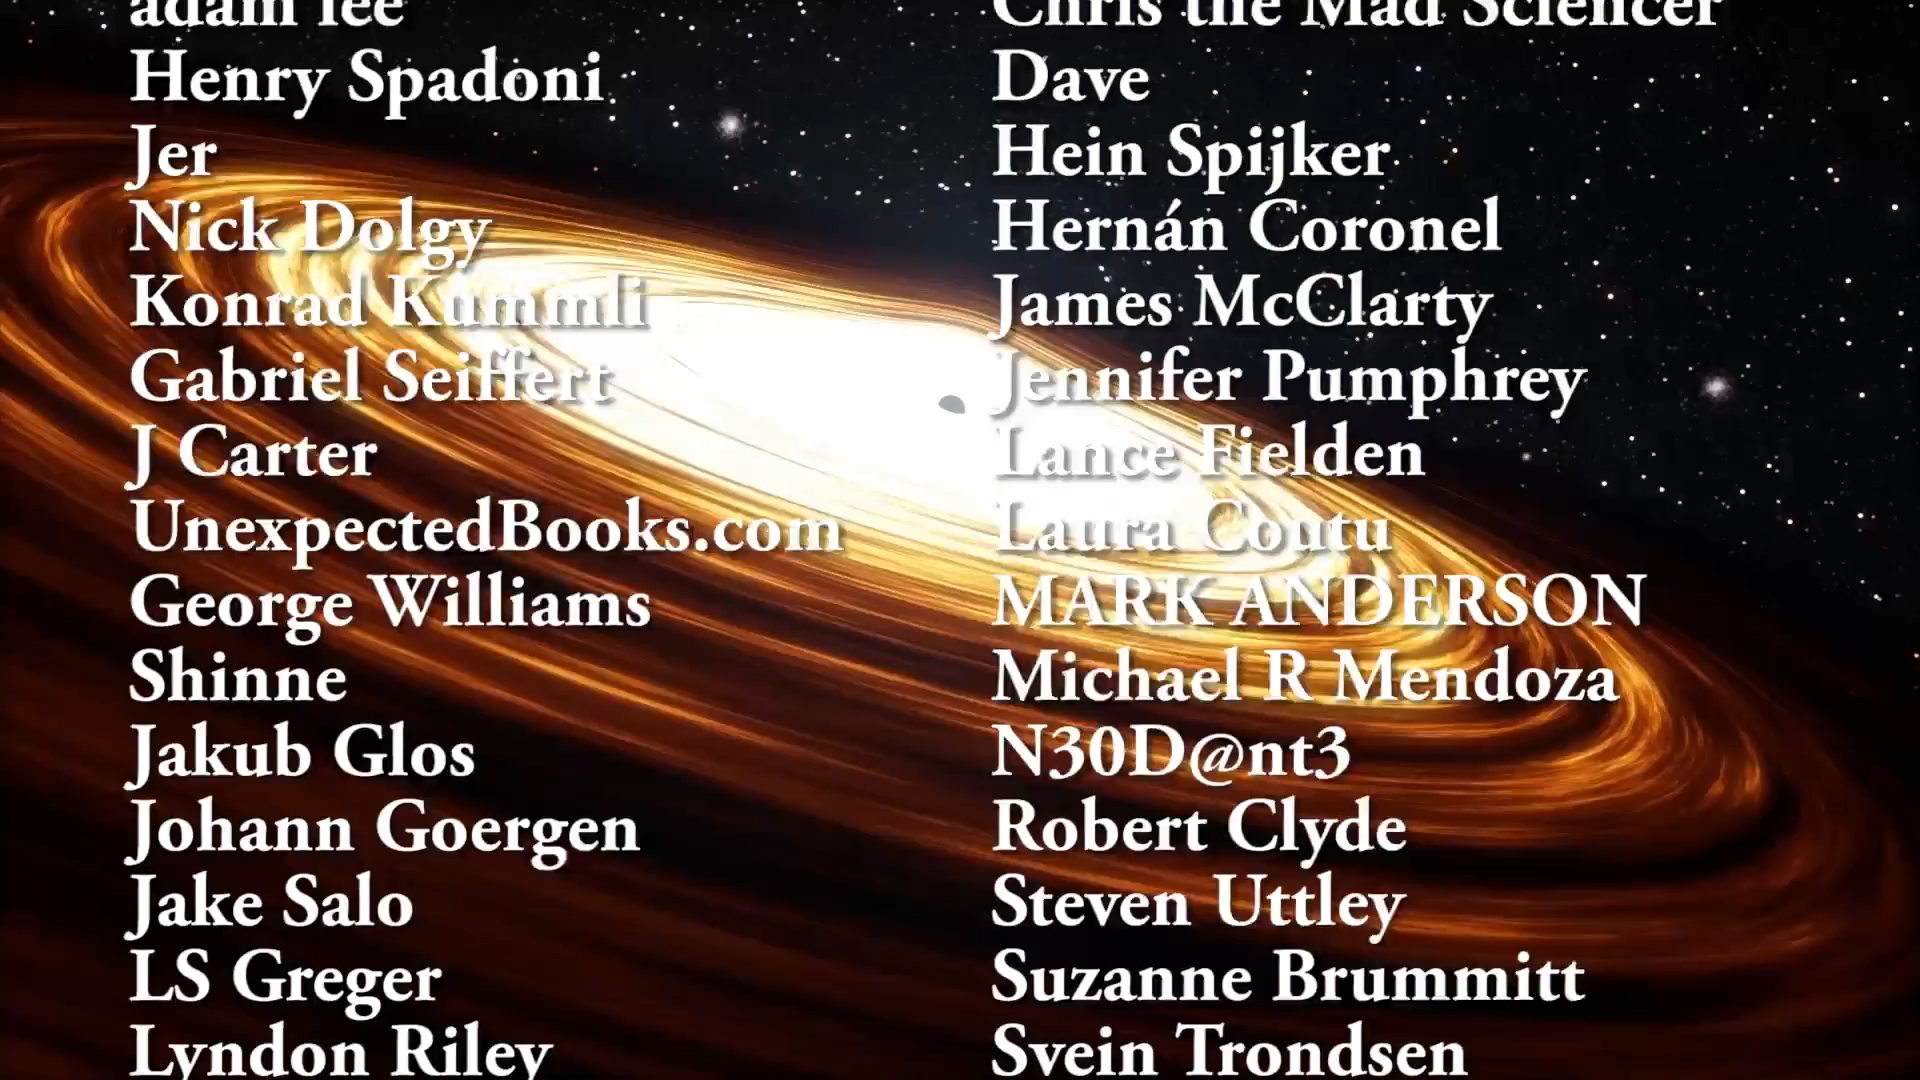 adam lee
Henry Spadoni
Jer
Nick Dolgy
Konrad Kummli
Gabriel Seiffert
J Carter
UnexpectedBooks.com
George Williams
Shinne
Jakub Glos
Johann Goergen
Jake Salo
LS Greger
Lyndon Riley
Chris the Mad Sciencer
Dave
Hein Spijker
Hernán Coronel
James McClarty
Jennifer Pumphrey
Lance Fielden
Laura Coutu
MARK ANDERSON
Michael R Mendoza
N30D@nt3
Robert Clyde
Steven Uttley
Suzanne Brummitt
Svein Trondsen